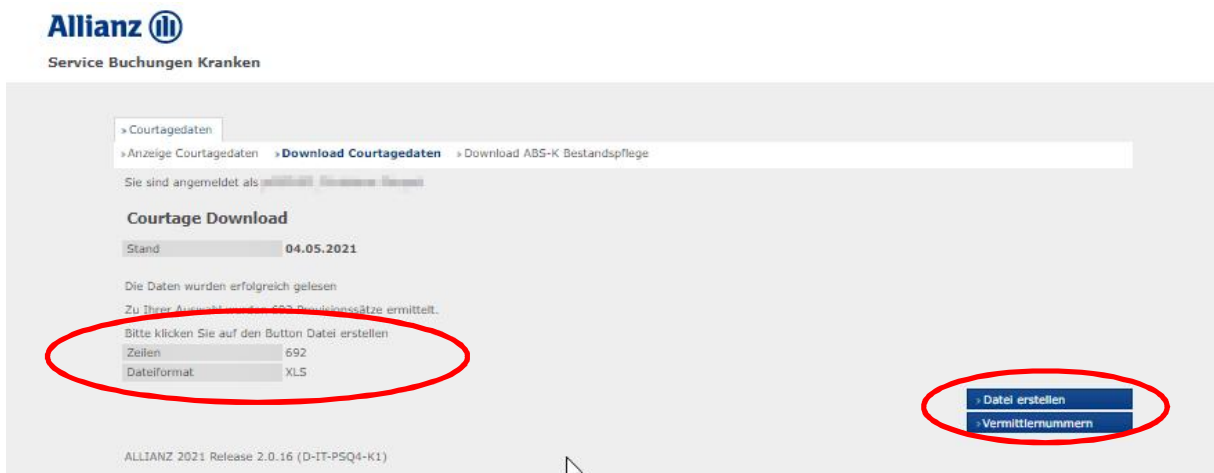 Allianz
Service Buchungen Kranken
» Courtagedaten
» Anzeige Courtagedaten » Download Courtagedaten » Download ABS-K Bestandspflege
Sie sind angemeldet als
Courtage Download
Stand 04.05.2021
Die Daten wurden erfolgreich gelesen
Zu Ihrer Auswahl wurden 692 Provisionssätze ermittelt.
Bitte klicken Sie auf den Button Datei erstellen
Zeilen 692
Dateiformat XLS
» Datei erstellen
» Vermittlernummern
ALLIANZ 2021 Release 2.0.16 (D-IT-PSQ4-K1)